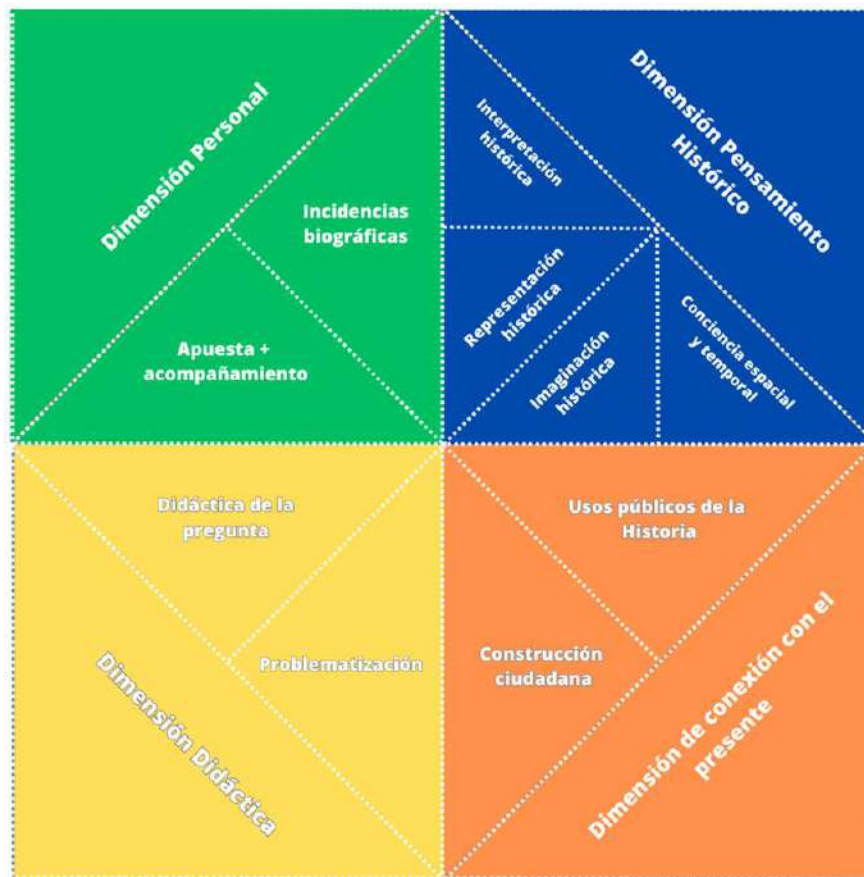 Dimensión Personal
Incidencias
biográficas
Apuesta +
acompañamiento
Dimensión Pensamiento
Histórico
Interpretación
histórica
Representación
histórica
Imaginación
histórica
Conciencia espacial
y temporal
Didáctica de la
pregunta
Problematización
Dimensión Didáctica
Usos públicos de la
Historia
Construcción
ciudadana
Dimensión de conexión con el
presente